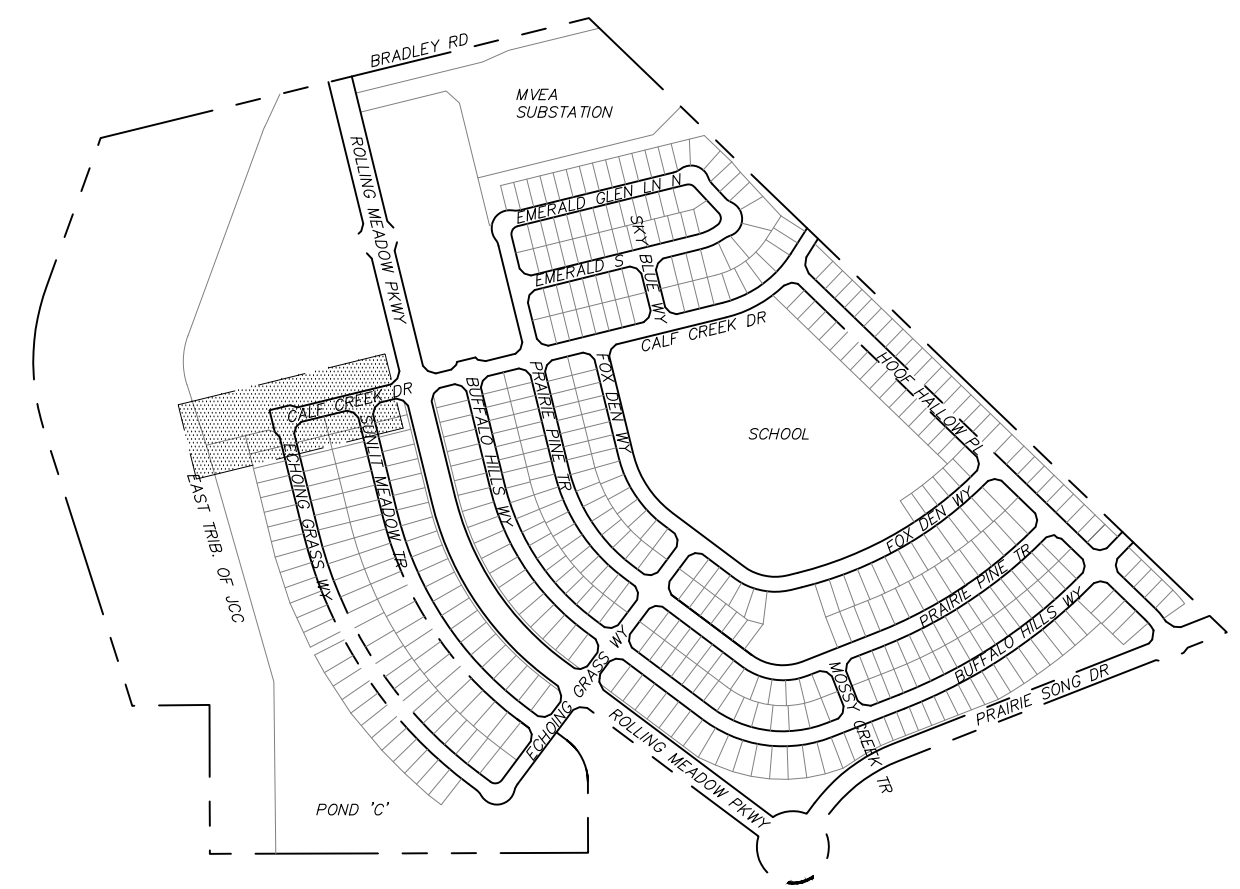 BRADLEY RD
MVEA
SUBSTATION
ROLLING MEADOW PKWY
EMERALD GLEN LN N
SKY BLUE WY
EMERALD S
CALF CREEK DR
HOOF HALLOW PL
PRAIRIE PINE TR
FOX DEN WY
BUFFALO HILLS WY
CALF CREEK DR
SUNLIT MEADOW TR
ECHOING GRASS WY
EAST TRIB. OF JCC
SCHOOL
FOX DEN WY
PRAIRIE PINE TR
BUFFALO HILLS WY
MOSSY CREEK TR
PRAIRIE SONG DR
ECHOING GRASS WY
ROLLING MEADOW PKWY
POND 'C'